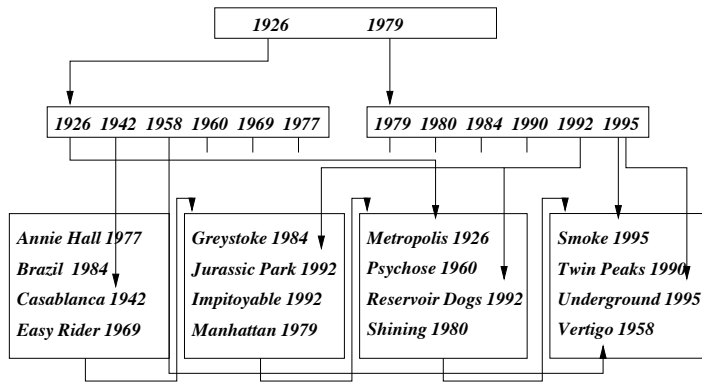 1926 1979
1926 1942 1958 1960 1969 1977
1979 1980 1984 1990 1992 1995
Annie Hall 1977
Brazil 1984
Casablanca 1942
Easy Rider 1969
Greystoke 1984
Jurassic Park 1992
Impitoyable 1992
Manhattan 1979
Metropolis 1926
Psychose 1960
Reservoir Dogs 1992
Shining 1980
Smoke 1995
Twin Peaks 1990
Underground 1995
Vertigo 1958